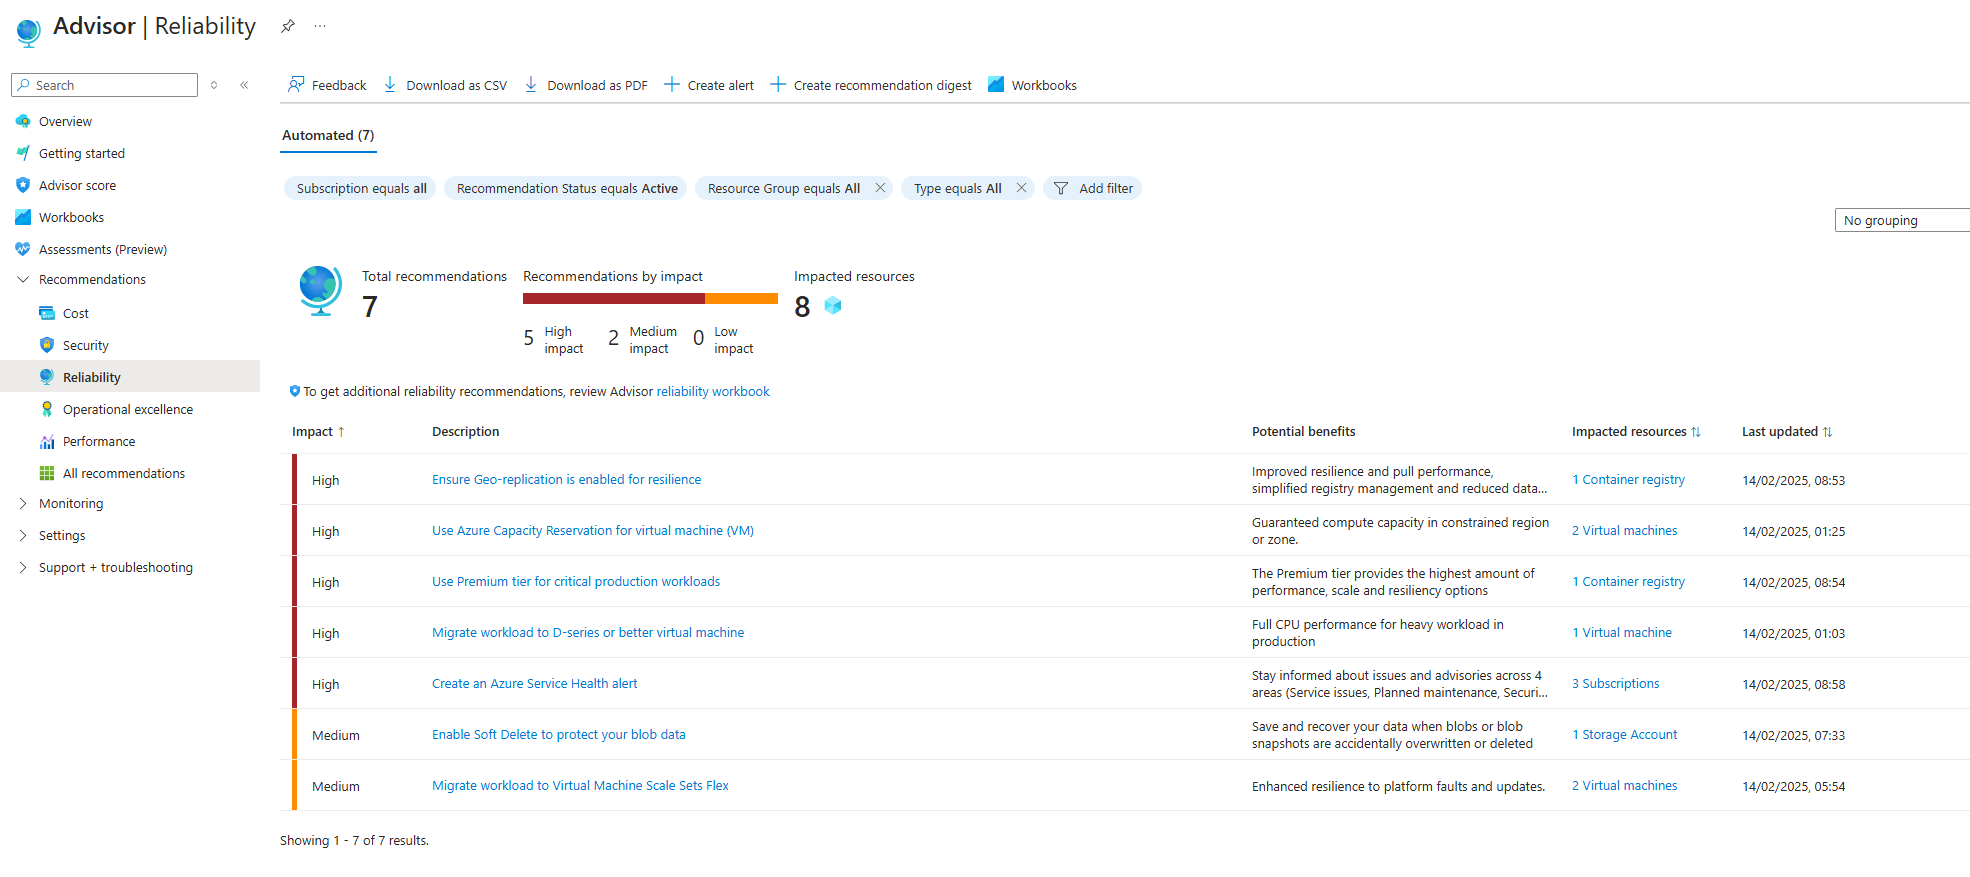 Advisor | Reliability
Search
Feedback
Download as CSV
Download as PDF
Create alert
Create recommendation digest
Workbooks
Overview
Getting started
Advisor score
Workbooks
Assessments (Preview)
Recommendations
Cost
Security
Reliability
Operational excellence
Performance
All recommendations
Monitoring
Settings
Support + troubleshooting
Automated (7)
Subscription equals all
Recommendation Status equals Active
Resource Group equals All
Type equals All
Add filter
No grouping
Total recommendations
7
Recommendations by impact
5 High impact
2 Medium impact
0 Low impact
Impacted resources
8
To get additional reliability recommendations, review Advisor reliability workbook
Impact ↑ Description Potential benefits Impacted resources Last updated
High
Ensure Geo-replication is enabled for resilience
Improved resilience and pull performance,
simplified registry management and reduced data...
1 Container registry
14/02/2025, 08:53
High
Use Azure Capacity Reservation for virtual machine (VM)
Guaranteed compute capacity in constrained region
or zone.
2 Virtual machines
14/02/2025, 01:25
High
Use Premium tier for critical production workloads
The Premium tier provides the highest amount of
performance, scale and resiliency options
1 Container registry
14/02/2025, 08:54
High
Migrate workload to D-series or better virtual machine
Full CPU performance for heavy workload in
production
1 Virtual machine
14/02/2025, 01:03
High
Create an Azure Service Health alert
Stay informed about issues and advisories across 4
areas (Service issues, Planned maintenance, Securi...
3 Subscriptions
14/02/2025, 08:58
Medium
Enable Soft Delete to protect your blob data
Save and recover your data when blobs or blob
snapshots are accidentally overwritten or deleted
1 Storage Account
14/02/2025, 07:33
Medium
Migrate workload to Virtual Machine Scale Sets Flex
Enhanced resilience to platform faults and updates.
2 Virtual machines
14/02/2025, 05:54
Showing 1 - 7 of 7 results.